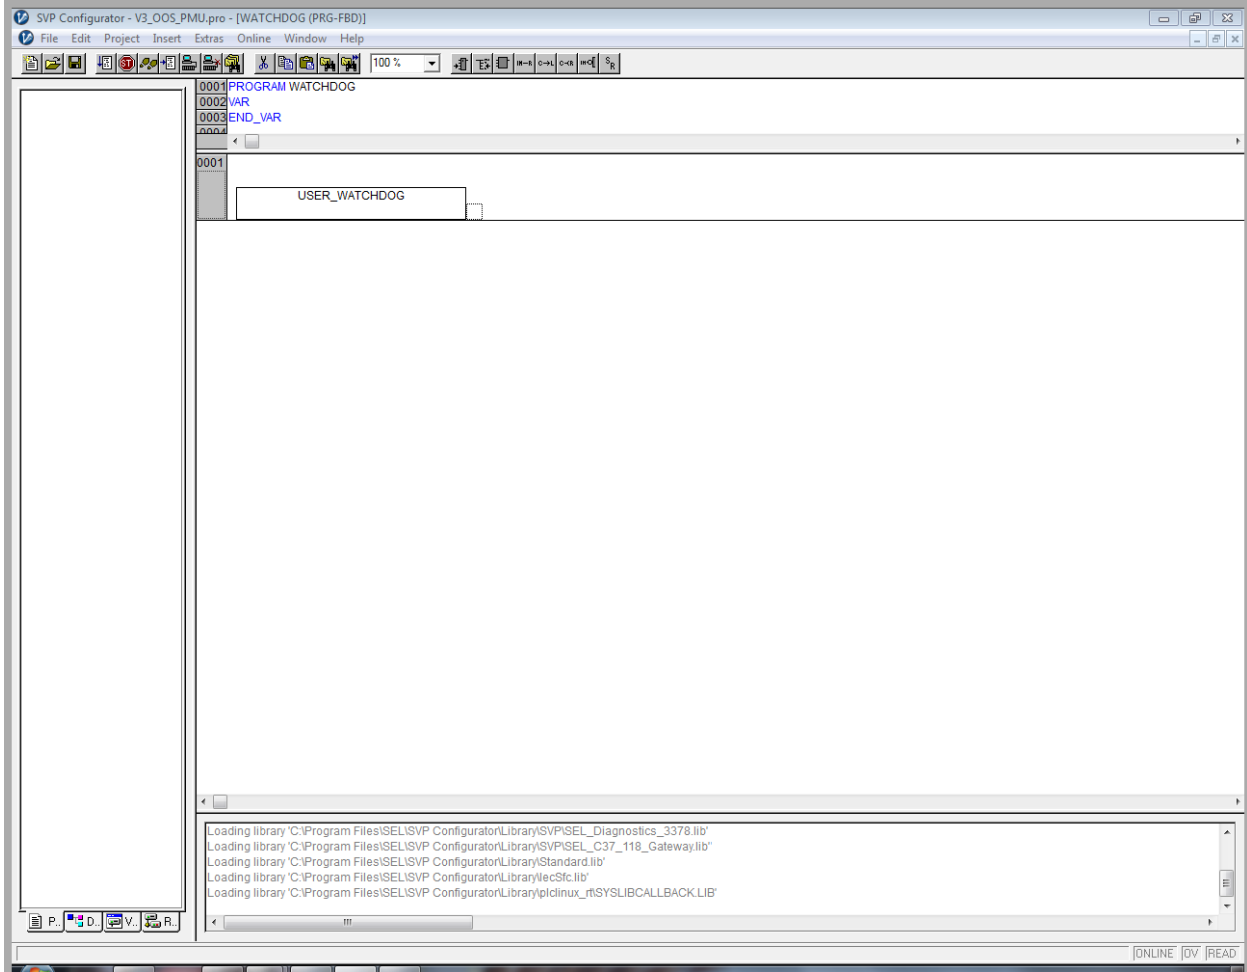 SVP Configurator - V3_OOS_PMU.pro - [WATCHDOG (PRG-FBD)]
File Edit Project Insert Extras Online Window Help
100 %
0001 PROGRAM WATCHDOG
0002 VAR
0003 END_VAR
0004
0001
USER_WATCHDOG
Loading library 'C:\Program Files\SEL\SVP Configurator\Library\SVP\SEL_Diagnostics_3378.lib'
Loading library 'C:\Program Files\SEL\SVP Configurator\Library\SVP\SEL_C37_118_Gateway.lib"
Loading library 'C:\Program Files\SEL\SVP Configurator\Library\Standard.lib'
Loading library 'C:\Program Files\SEL\SVP Configurator\Library\IecSfc.lib'
Loading library 'C:\Program Files\SEL\SVP Configurator\Library\plclinux_rt\SYSLIBCALLBACK.LIB'
P.. D.. V.. R..
ONLINE OV READ